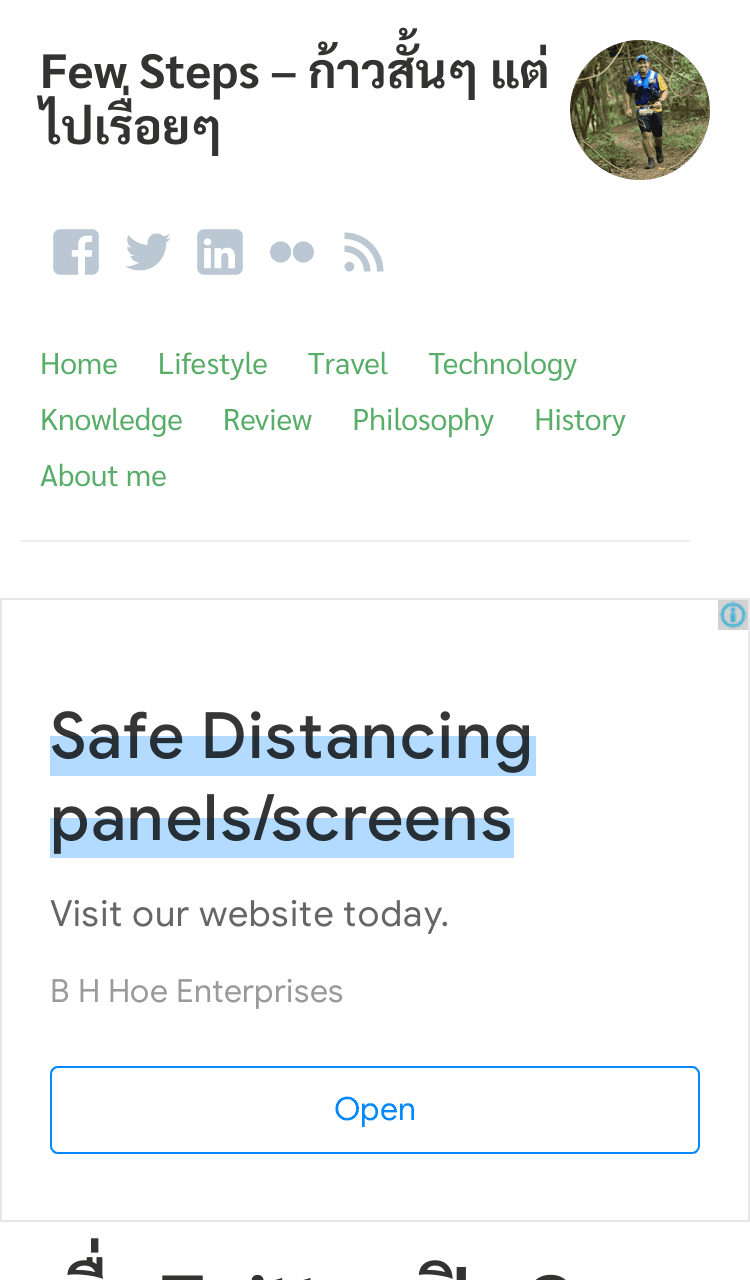 Few Steps – ก้าวสั้นๆ แต่
ไปเรื่อยๆ
Home Lifestyle Travel Technology
Knowledge Review Philosophy History
About me
Safe Distancing
panels/screens
Visit our website today.
B H Hoe Enterprises
Open